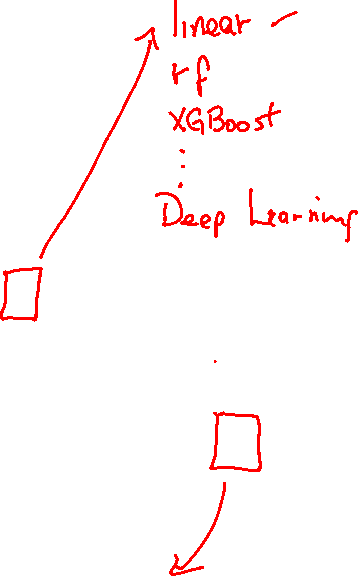 linear -
rf
XGBoost
⋮
Deep Learning